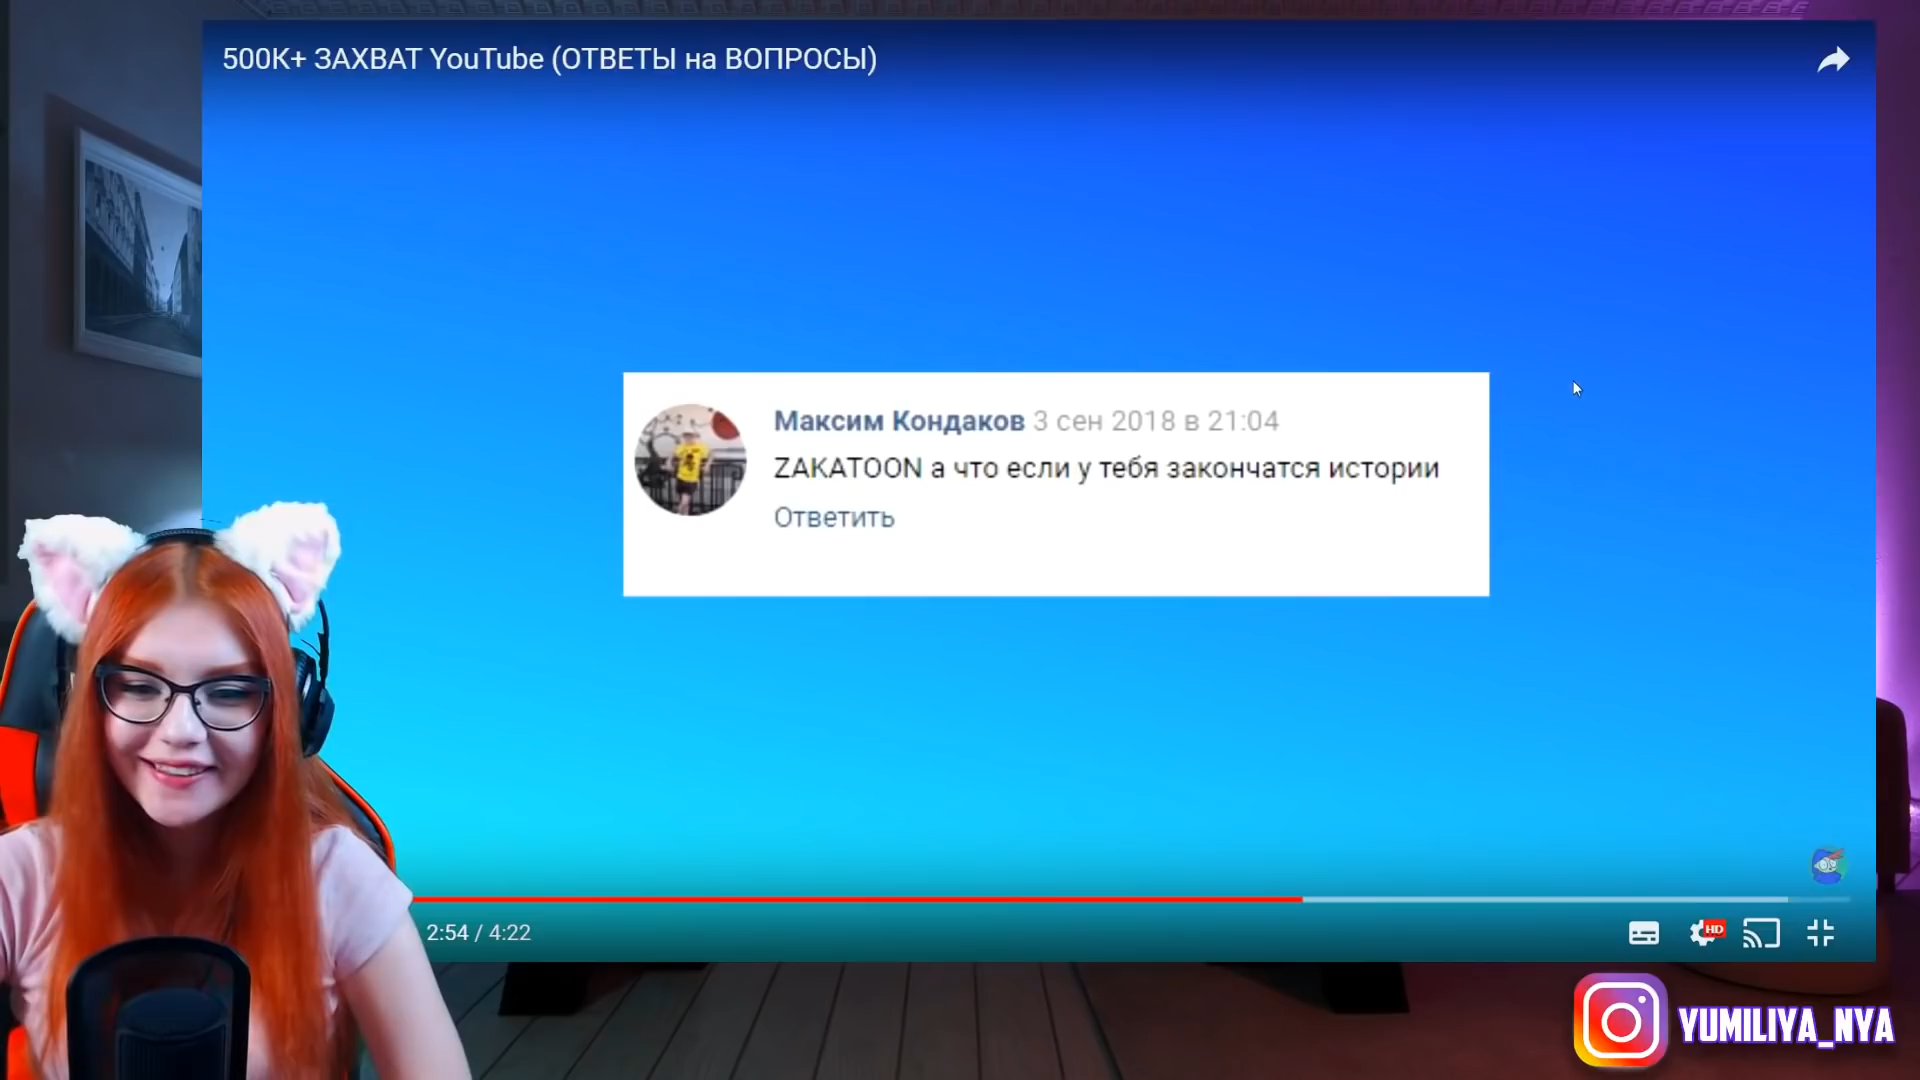 500K+ ЗАХВАТ YouTube (ОТВЕТЫ на ВОПРОСЫ)
Максим Кондаков 3 сен 2018 в 21:04
ZAKATOON а что если у тебя закончатся истории
Ответить
2:54 / 4:22
HD
YUMILIYA_NYA